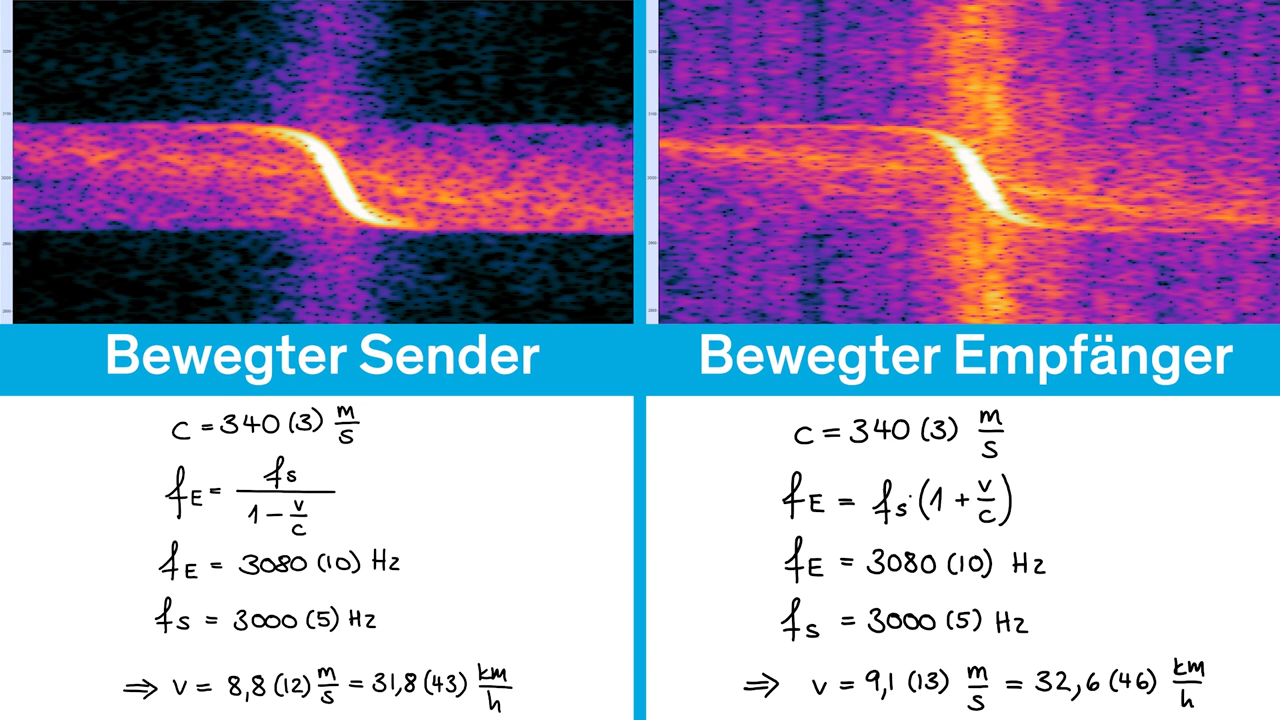 Bewegter Sender
c = 340 (3) m/s
f_E = f_s / (1 − v/c)
f_E = 3080 (10) Hz
f_s = 3000 (5) Hz
⇒ v = 8,8 (12) m/s = 31,8 (43) km/h
Bewegter Empfänger
c = 340 (3) m/s
f_E = f_s · (1 + v/c)
f_E = 3080 (10) Hz
f_s = 3000 (5) Hz
⇒ v = 9,1 (13) m/s = 32,6 (46) km/h